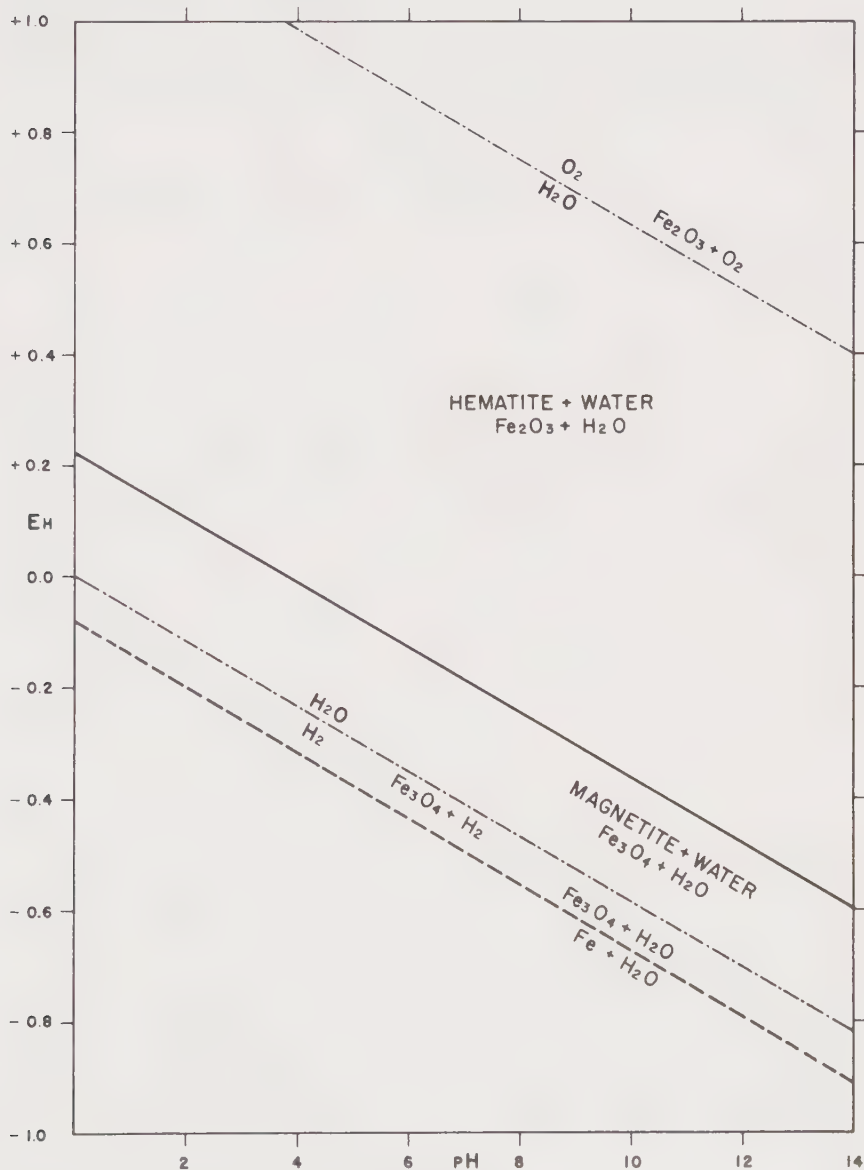 +1.0
+0.8
O₂
H₂O
Fe₂O₃ + O₂
+0.6
+0.4
HEMATITE + WATER
Fe₂O₃ + H₂O
+0.2
EH
0.0
-0.2
H₂O
H₂
Fe₃O₄ + H₂
-0.4
MAGNETITE + WATER
Fe₃O₄ + H₂O
-0.6
Fe₃O₄ + H₂O
Fe + H₂O
-0.8
-1.0
2 4 6 pH 8 10 12 14